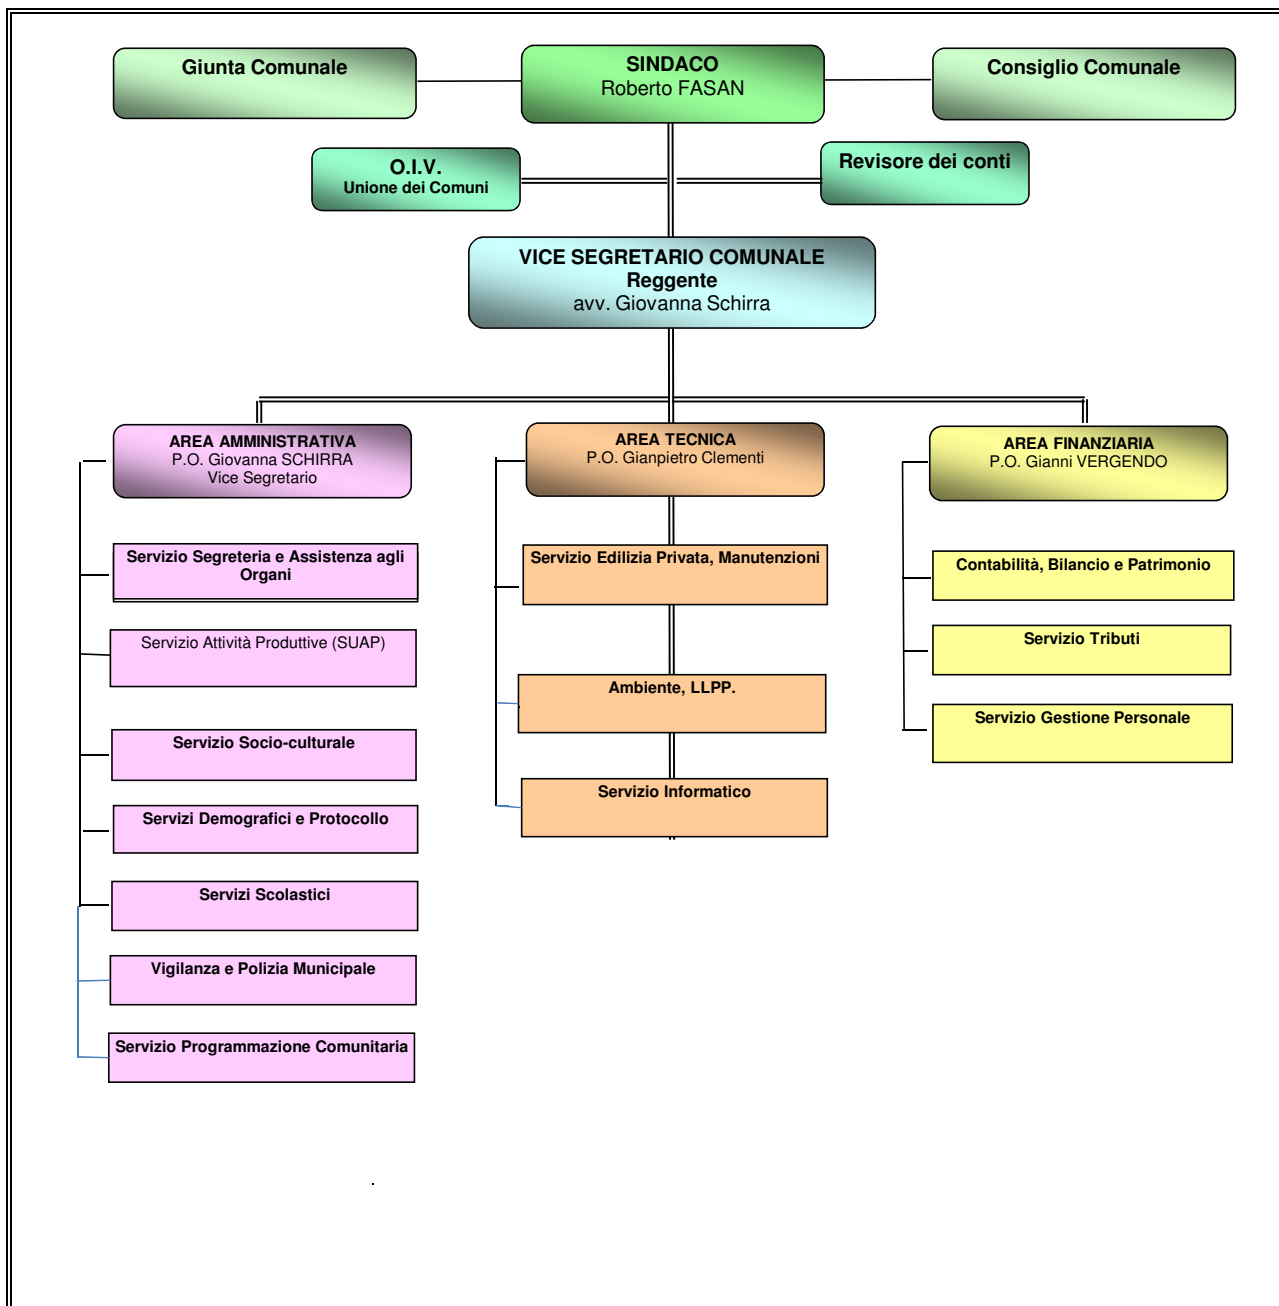 Giunta Comunale
SINDACO
Roberto FASAN
Consiglio Comunale
O.I.V.
Unione dei Comuni
Revisore dei conti
VICE SEGRETARIO COMUNALE
Reggente
avv. Giovanna Schirra
AREA AMMINISTRATIVA
P.O. Giovanna SCHIRRA
Vice Segretario
Servizio Segreteria e Assistenza agli
Organi
Servizio Attività Produttive (SUAP)
Servizio Socio-culturale
Servizi Demografici e Protocollo
Servizi Scolastici
Vigilanza e Polizia Municipale
Servizio Programmazione Comunitaria
AREA TECNICA
P.O. Gianpietro Clementi
Servizio Edilizia Privata, Manutenzioni
Ambiente, LLPP.
Servizio Informatico
AREA FINANZIARIA
P.O. Gianni VERGENDO
Contabilità, Bilancio e Patrimonio
Servizio Tributi
Servizio Gestione Personale
.